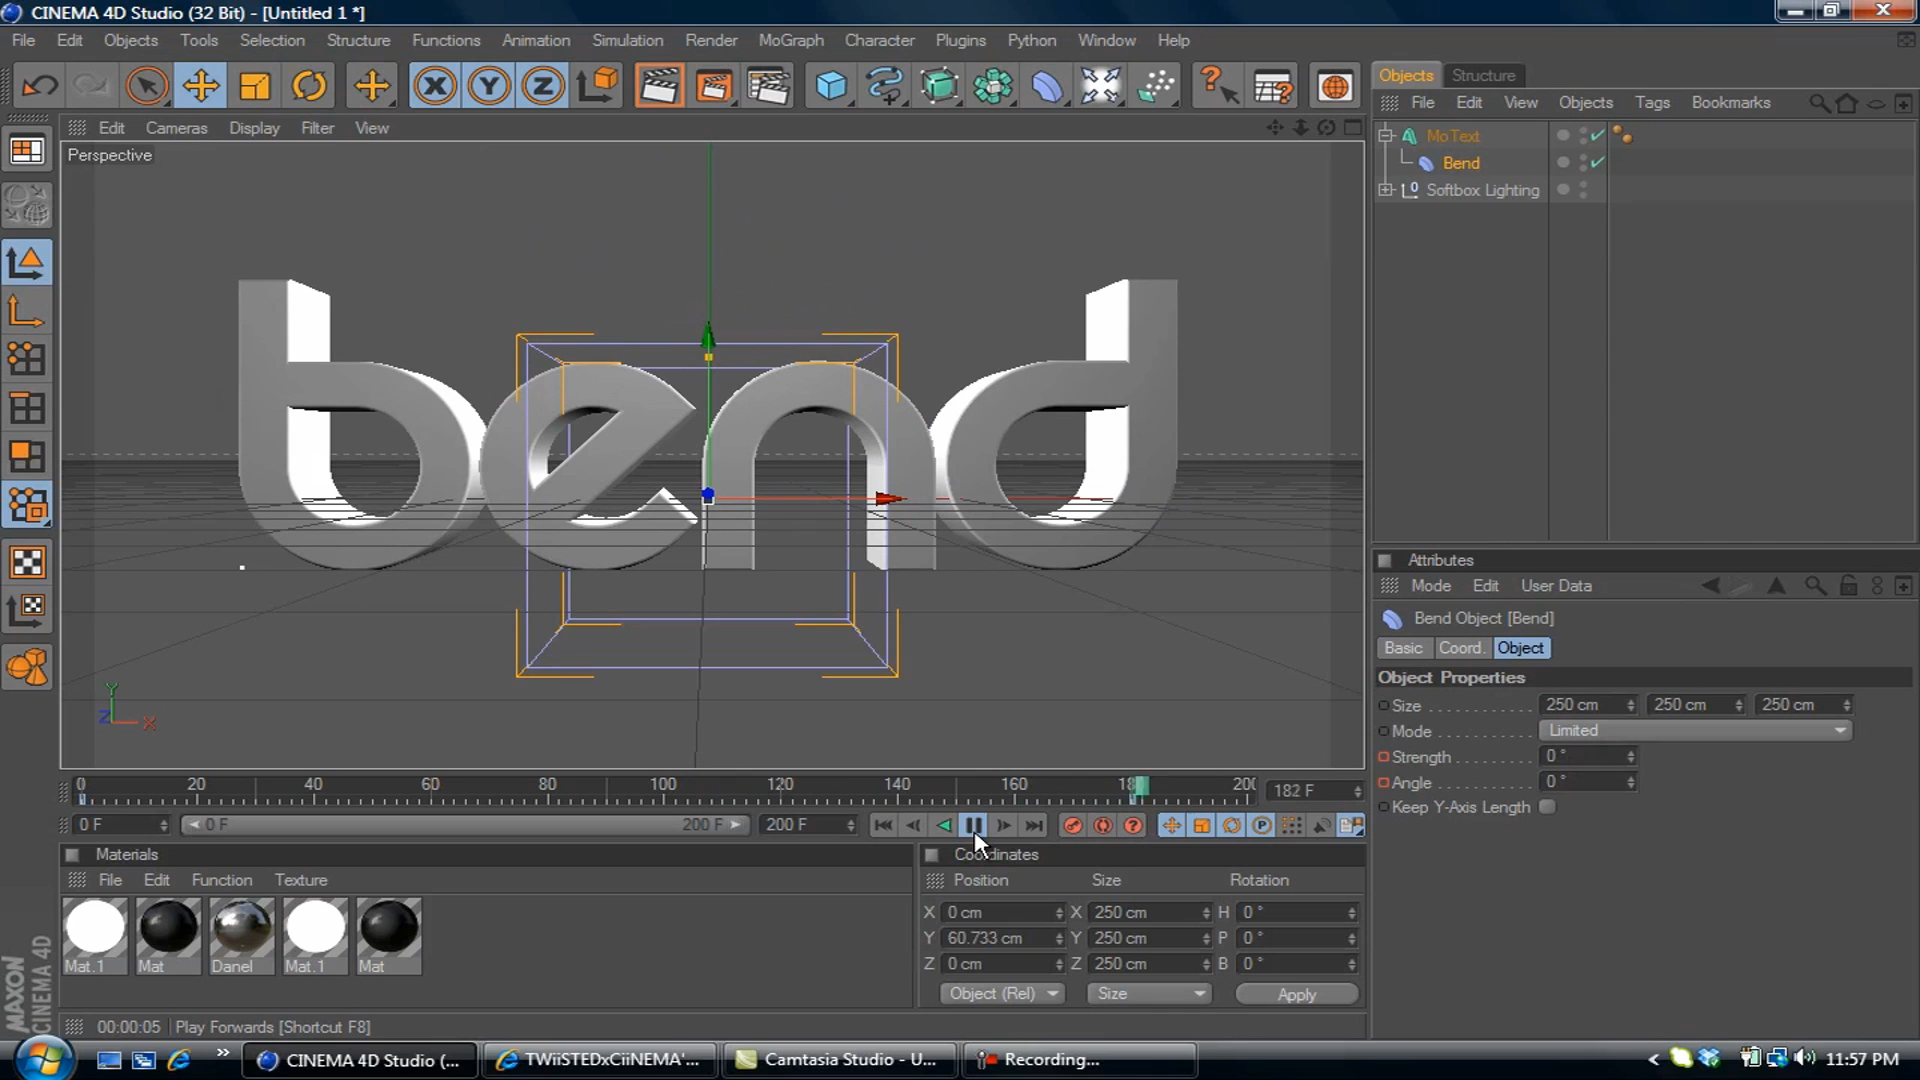 CINEMA 4D Studio (32 Bit) - [Untitled 1 *]
File Edit Objects Tools Selection Structure Functions Animation Simulation Render MoGraph Character Plugins Python Window Help
Edit Cameras Display Filter View
Perspective
bend
Y
Z X
0 20 40 60 80 100 120 140 160 18 200
182 F
0 F
0 F 200 F
200 F
Materials
File Edit Function Texture
Mat.1 Mat Danel Mat.1 Mat
MAXON
CINEMA 4D
Coordinates
Position Size Rotation
X 0 cm X 250 cm H 0 °
Y 60.733 cm Y 250 cm P 0 °
Z 0 cm Z 250 cm B 0 °
Object (Rel) Size Apply
00:00:05 Play Forwards [Shortcut F8]
Objects Structure
File Edit View Objects Tags Bookmarks
MoText
Bend
Softbox Lighting
Attributes
Mode Edit User Data
Bend Object [Bend]
Basic Coord. Object
Object Properties
Size 250 cm 250 cm 250 cm
Mode Limited
Strength 0 °
Angle 0 °
Keep Y-Axis Length
CINEMA 4D Studio (... TWiiSTEDxCiiNEMA'... Camtasia Studio - U... Recording... 11:57 PM